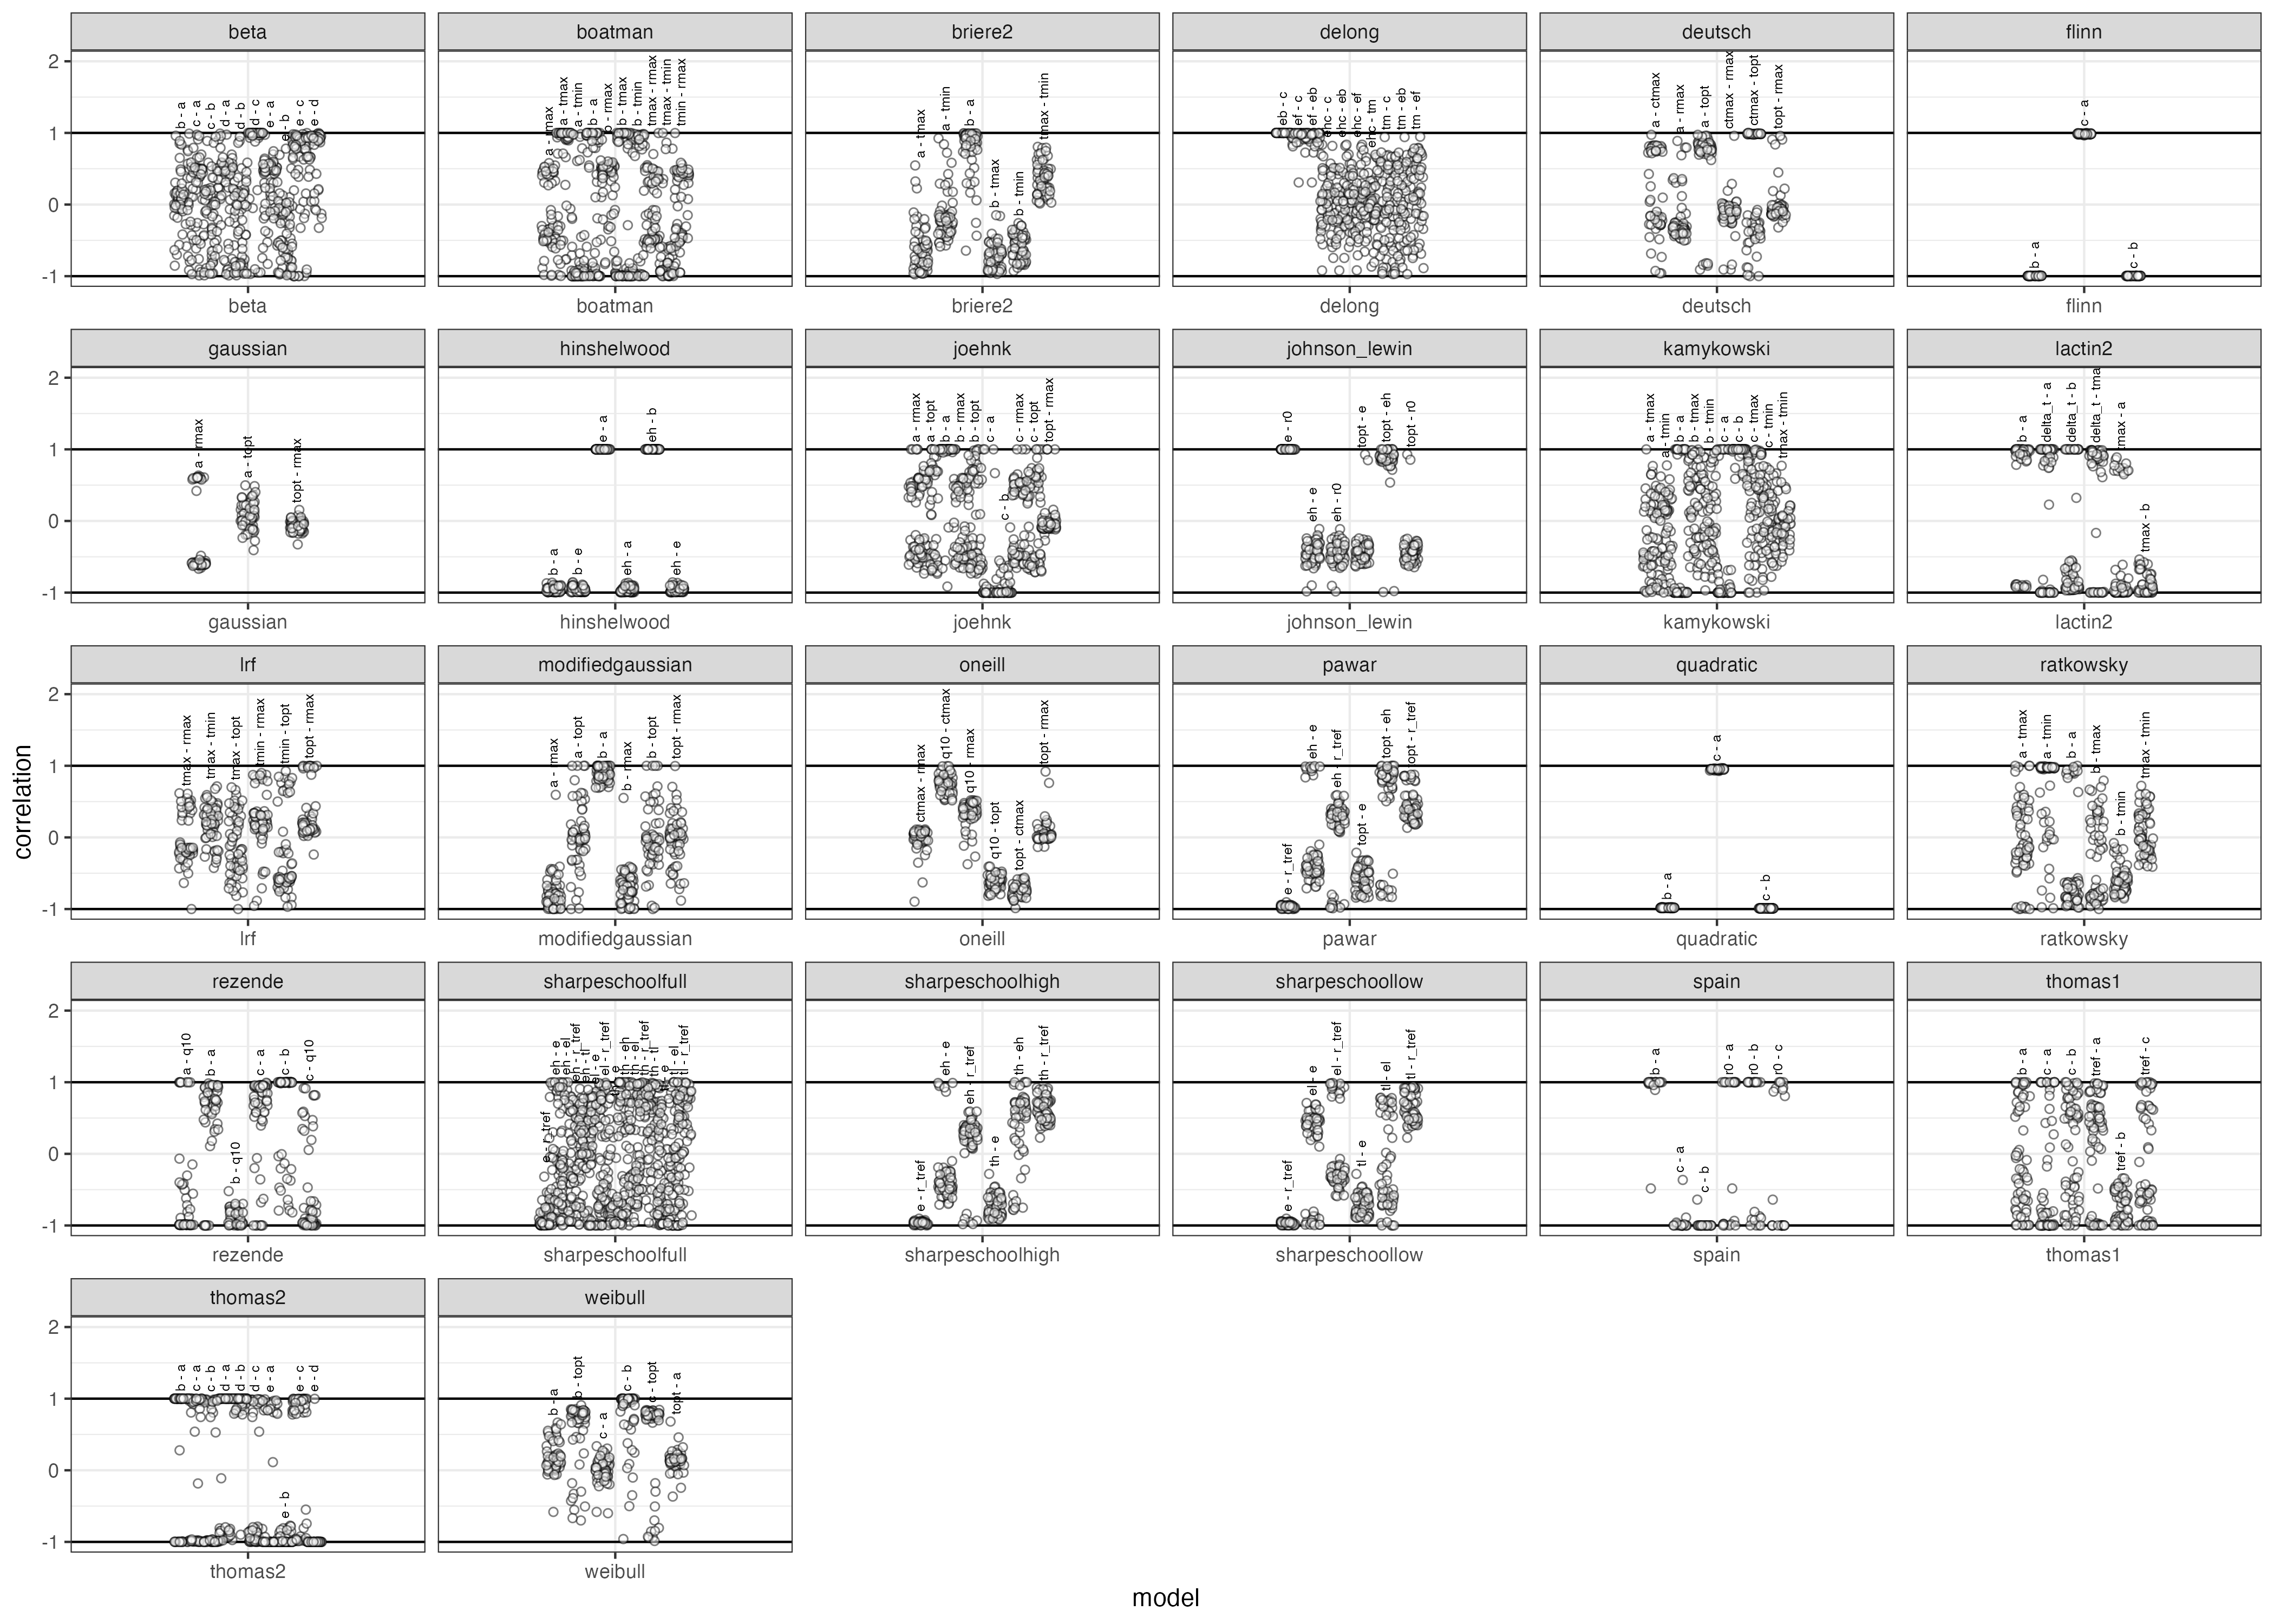 beta boatman briere2 delong deutsch flinn
2
1
0
-1
b - a
c - a
c - b
d - a
d - b
d - c
e - a
e - b
e - c
e - d
a - rmax
a - tmax
a - tmin
b - a
b - rmax
b - tmax
b - tmin
tmax - rmax
tmax - tmin
tmin - rmax
a - tmax
a - tmin
b - a
b - tmax
b - tmin
tmax - tmin
eb - c
ef - c
ef - eb
ehc - c
ehc - eb
ehc - ef
ehc - tm
tm - c
tm - eb
tm - ef
a - ctmax
a - rmax
a - topt
ctmax - rmax
ctmax - topt
topt - rmax
b - a
c - a
c - b
beta boatman briere2 delong deutsch flinn
gaussian hinshelwood joehnk johnson_lewin kamykowski lactin2
2
1
0
-1
a - rmax
a - topt
topt - rmax
b - a
b - e
e - a
eh - a
eh - b
eh - e
a - rmax
a - topt
b - a
b - rmax
b - topt
c - a
c - b
c - rmax
c - topt
topt - rmax
e - r0
eh - e
eh - r0
topt - e
topt - eh
topt - r0
a - tmax
a - tmin
b - a
b - tmax
b - tmin
c - a
c - b
c - tmax
c - tmin
tmax - tmin
b - a
delta_t - a
delta_t - b
delta_t - tma
tmax - a
tmax - b
gaussian hinshelwood joehnk johnson_lewin kamykowski lactin2
lrf modifiedgaussian oneill pawar quadratic ratkowsky
2
1
0
-1
tmax - rmax
tmax - tmin
tmax - topt
tmin - rmax
tmin - topt
topt - rmax
a - rmax
a - topt
b - a
b - rmax
b - topt
topt - rmax
ctmax - rmax
q10 - ctmax
q10 - rmax
q10 - topt
topt - ctmax
topt - rmax
e - r_tref
eh - e
eh - r_tref
topt - e
topt - eh
topt - r_tref
b - a
c - a
c - b
a - tmax
a - tmin
b - a
b - tmax
b - tmin
tmax - tmin
lrf modifiedgaussian oneill pawar quadratic ratkowsky
rezende sharpeschoolfull sharpeschoolhigh sharpeschoollow spain thomas1
2
1
0
-1
a - q10
b - a
b - q10
c - a
c - b
c - q10
e - r_tref
eh - e
eh - el
eh - r_tref
eh - tl
el - e
el - r_tref
th - eh
th - el
th - r_tref
th - tl
tl - el
tl - r_tref
e - r_tref
eh - e
eh - r_tref
th - e
th - eh
th - r_tref
e - r_tref
el - e
el - r_tref
tl - e
tl - el
tl - r_tref
b - a
c - a
c - b
r0 - a
r0 - b
r0 - c
b - a
c - a
c - b
tref - a
tref - b
tref - c
rezende sharpeschoolfull sharpeschoolhigh sharpeschoollow spain thomas1
thomas2 weibull
2
1
0
-1
b - a
c - a
c - b
d - a
d - b
d - c
e - a
e - b
e - c
e - d
b - a
b - topt
c - a
c - b
c - topt
topt - a
thomas2 weibull
correlation
model